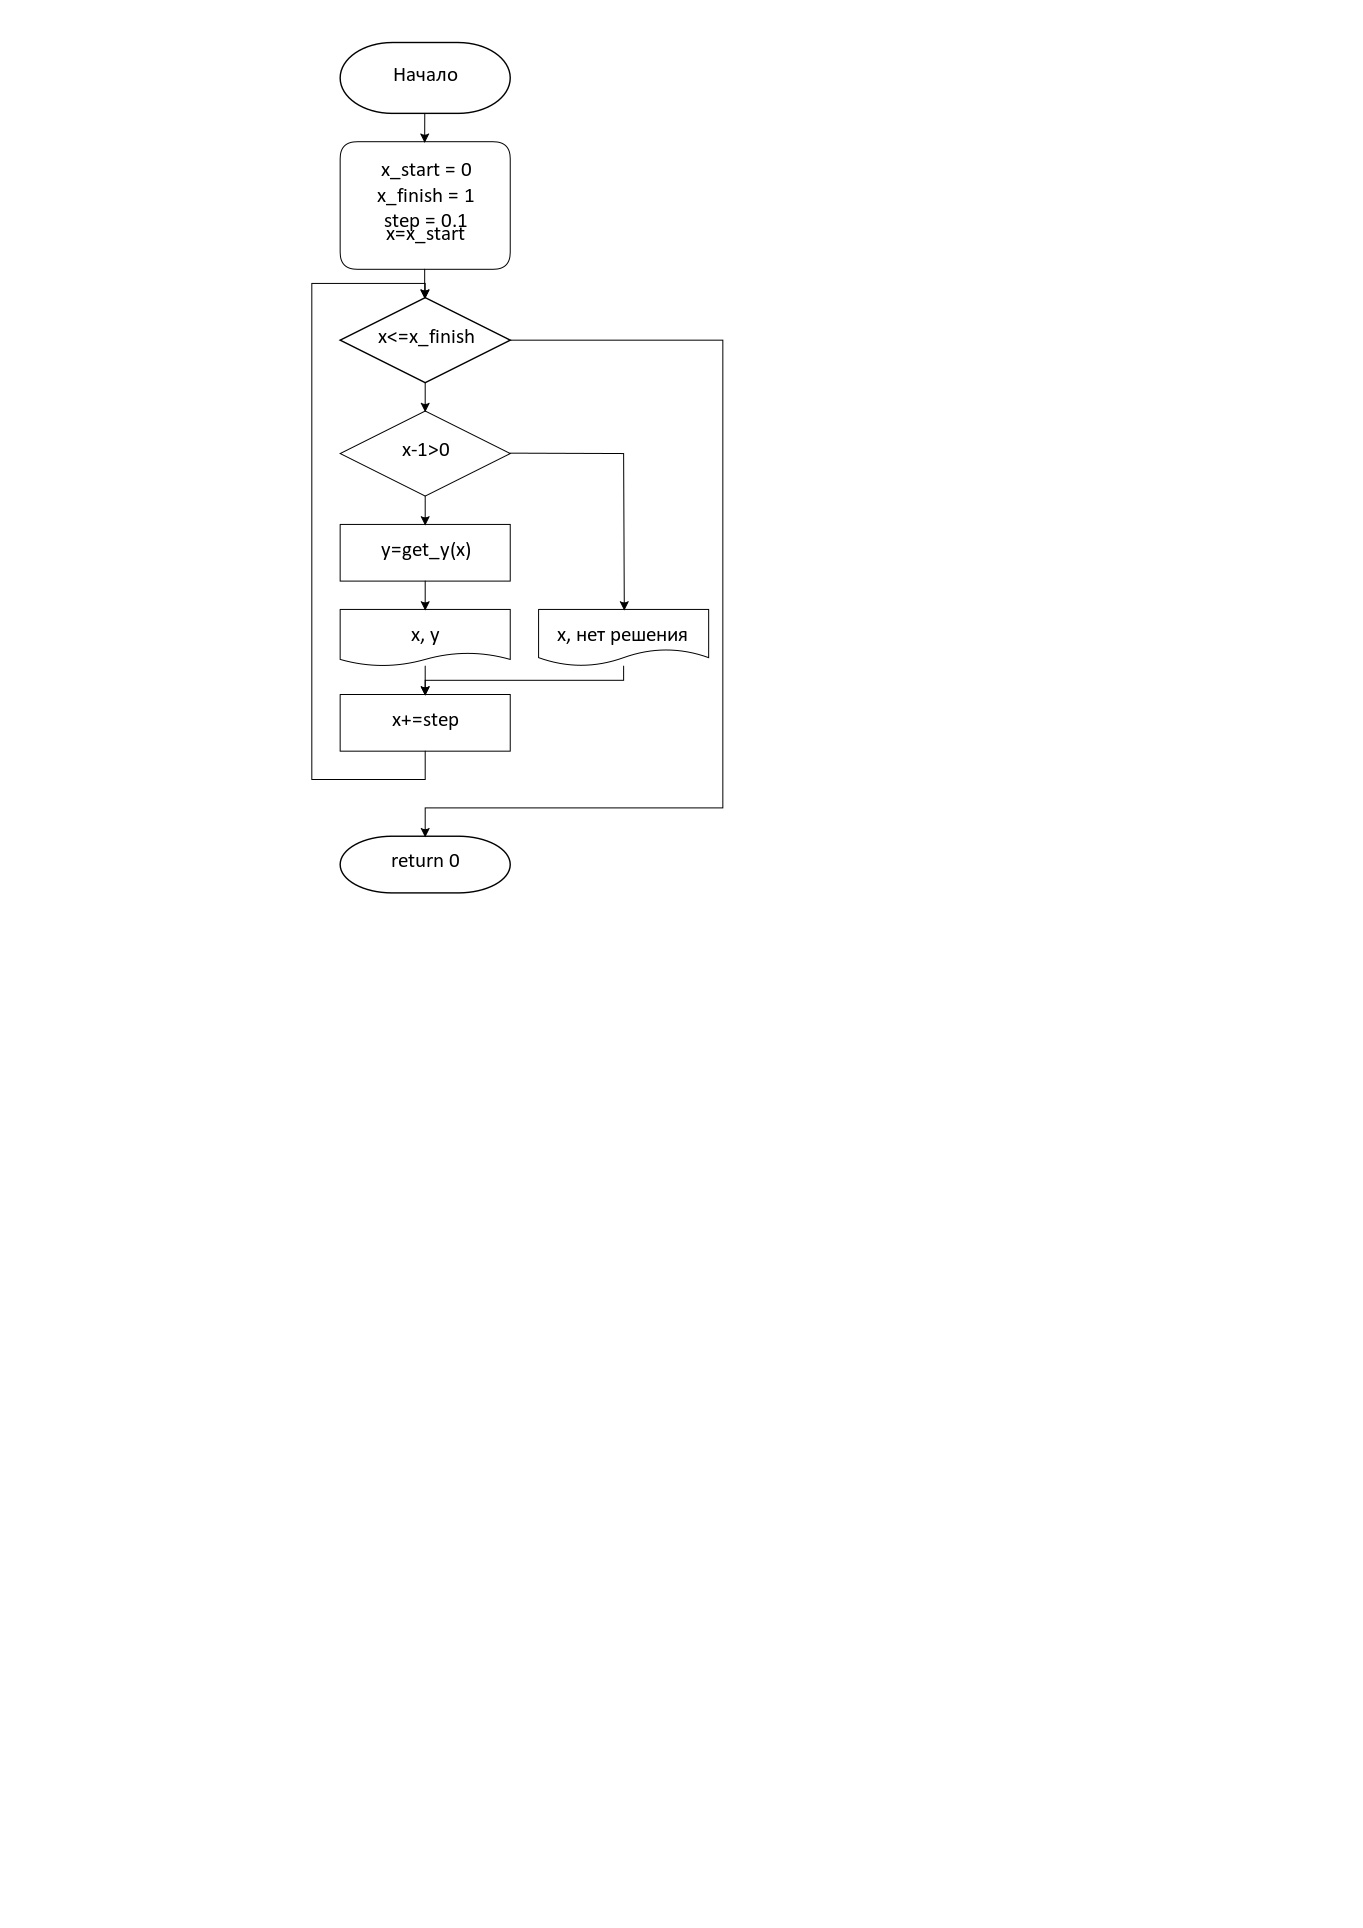 Начало
x_start = 0
x_finish = 1
step = 0.1
x=x_start
x<=x_finish
x-1>0
y=get_y(x)
x, y
x, нет решения
x+=step
return 0